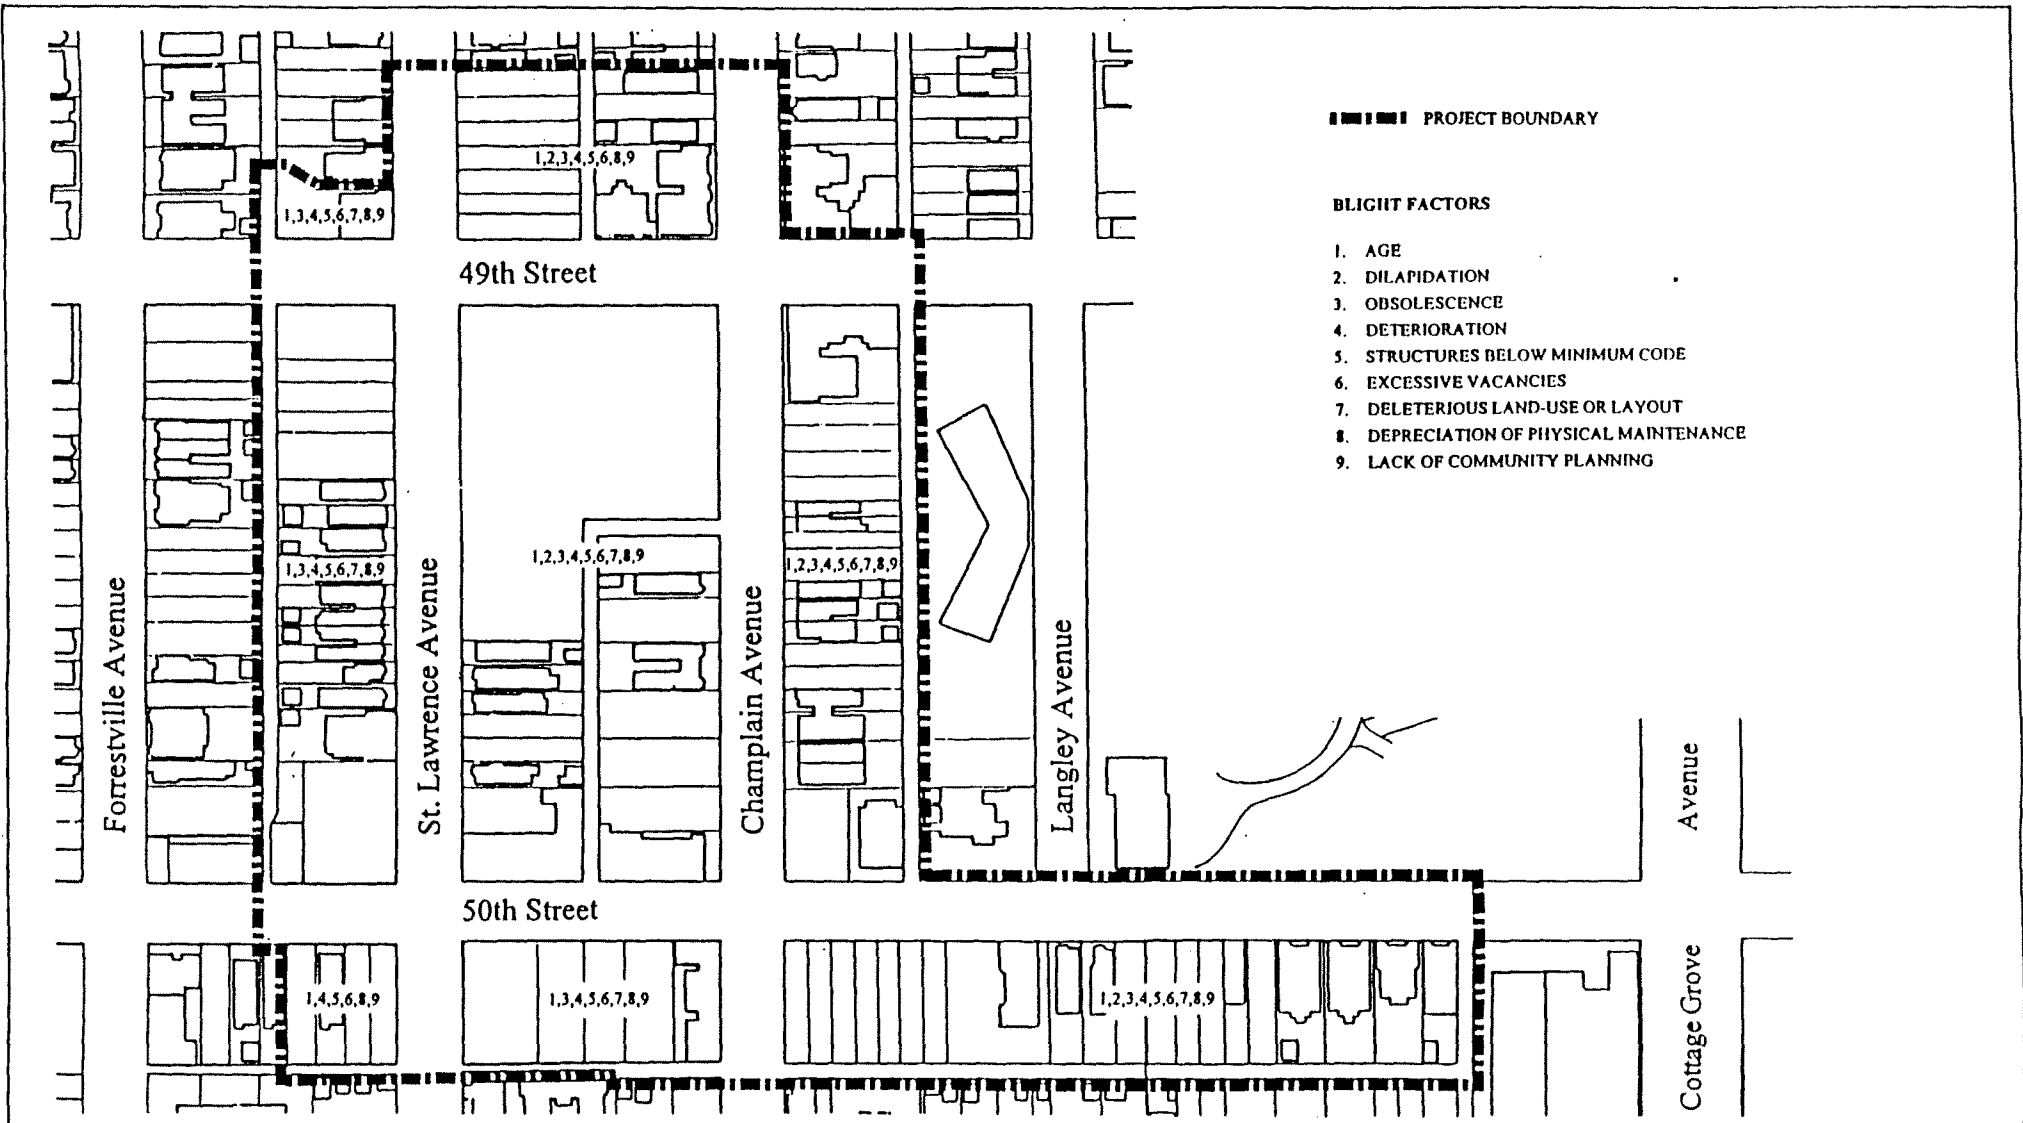 PROJECT BOUNDARY
BLIGHT FACTORS
1. AGE
2. DILAPIDATION
3. OBSOLESCENCE
4. DETERIORATION
5. STRUCTURES BELOW MINIMUM CODE
6. EXCESSIVE VACANCIES
7. DELETERIOUS LAND-USE OR LAYOUT
8. DEPRECIATION OF PHYSICAL MAINTENANCE
9. LACK OF COMMUNITY PLANNING
1,2,3,4,5,6,8,9
1,3,4,5,6,7,8,9
49th Street
1,2,3,4,5,6,7,8,9
1,3,4,5,6,7,8,9
1,2,3,4,5,6,7,8,9
Forrestville Avenue
St. Lawrence Avenue
Champlain Avenue
Langley Avenue
Avenue
50th Street
1,4,5,6,8,9
1,3,4,5,6,7,8,9
1,2,3,4,5,6,7,8,9
Cottage Grove